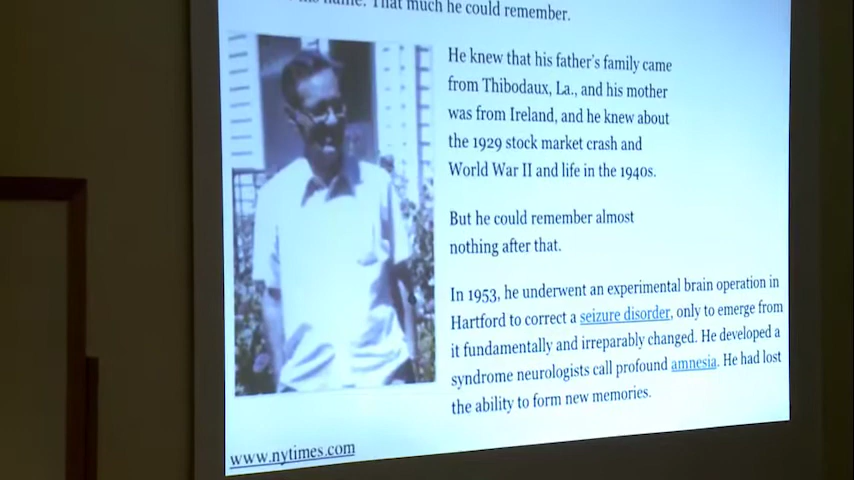 name. That much he could remember.
He knew that his father's family came
from Thibodaux, La., and his mother
was from Ireland, and he knew about
the 1929 stock market crash and
World War II and life in the 1940s.
But he could remember almost
nothing after that.
In 1953, he underwent an experimental brain operation in
Hartford to correct a seizure disorder, only to emerge from
it fundamentally and irreparably changed. He developed a
syndrome neurologists call profound amnesia. He had lost
the ability to form new memories.
www.nytimes.com